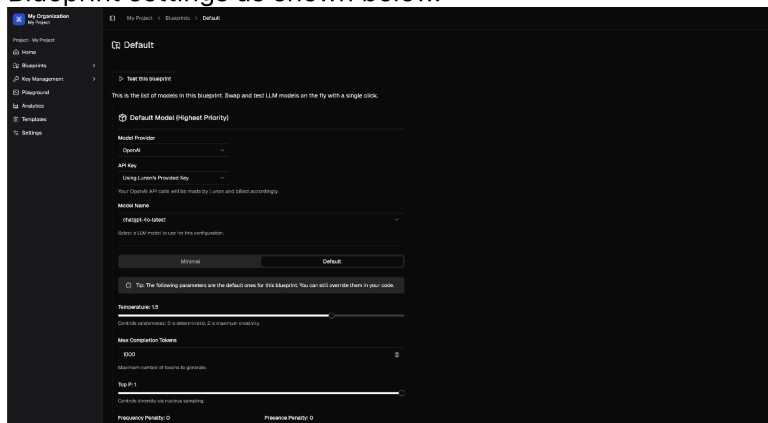 Blueprint settings as shown below.
My Organization
My Project
My Project > Blueprints > Default
Project - My Project
Home
Blueprints
Key Management
Playground
Analytics
Templates
Settings
Default
Test this blueprint
This is the list of models in this blueprint. Swap and test LLM models on the fly with a single click.
Default Model (Highest Priority)
Model Provider
OpenAI
API Key
Using Lunon's Provided Key
Your OpenAI API calls will be made by Lunon and billed accordingly.
Model Name
chatgpt-4o-latest
Select a LLM model to use for this configuration.
Minimal
Default
Tip: The following parameters are the default ones for this blueprint. You can still override them in your code.
Temperature: 1.5
Controls randomness: 0 is deterministic, 2 is maximum creativity.
Max Completion Tokens
1000
Maximum number of tokens to generate.
Top P: 1
Controls diversity via nucleus sampling.
Frequency Penalty: 0
Presence Penalty: 0